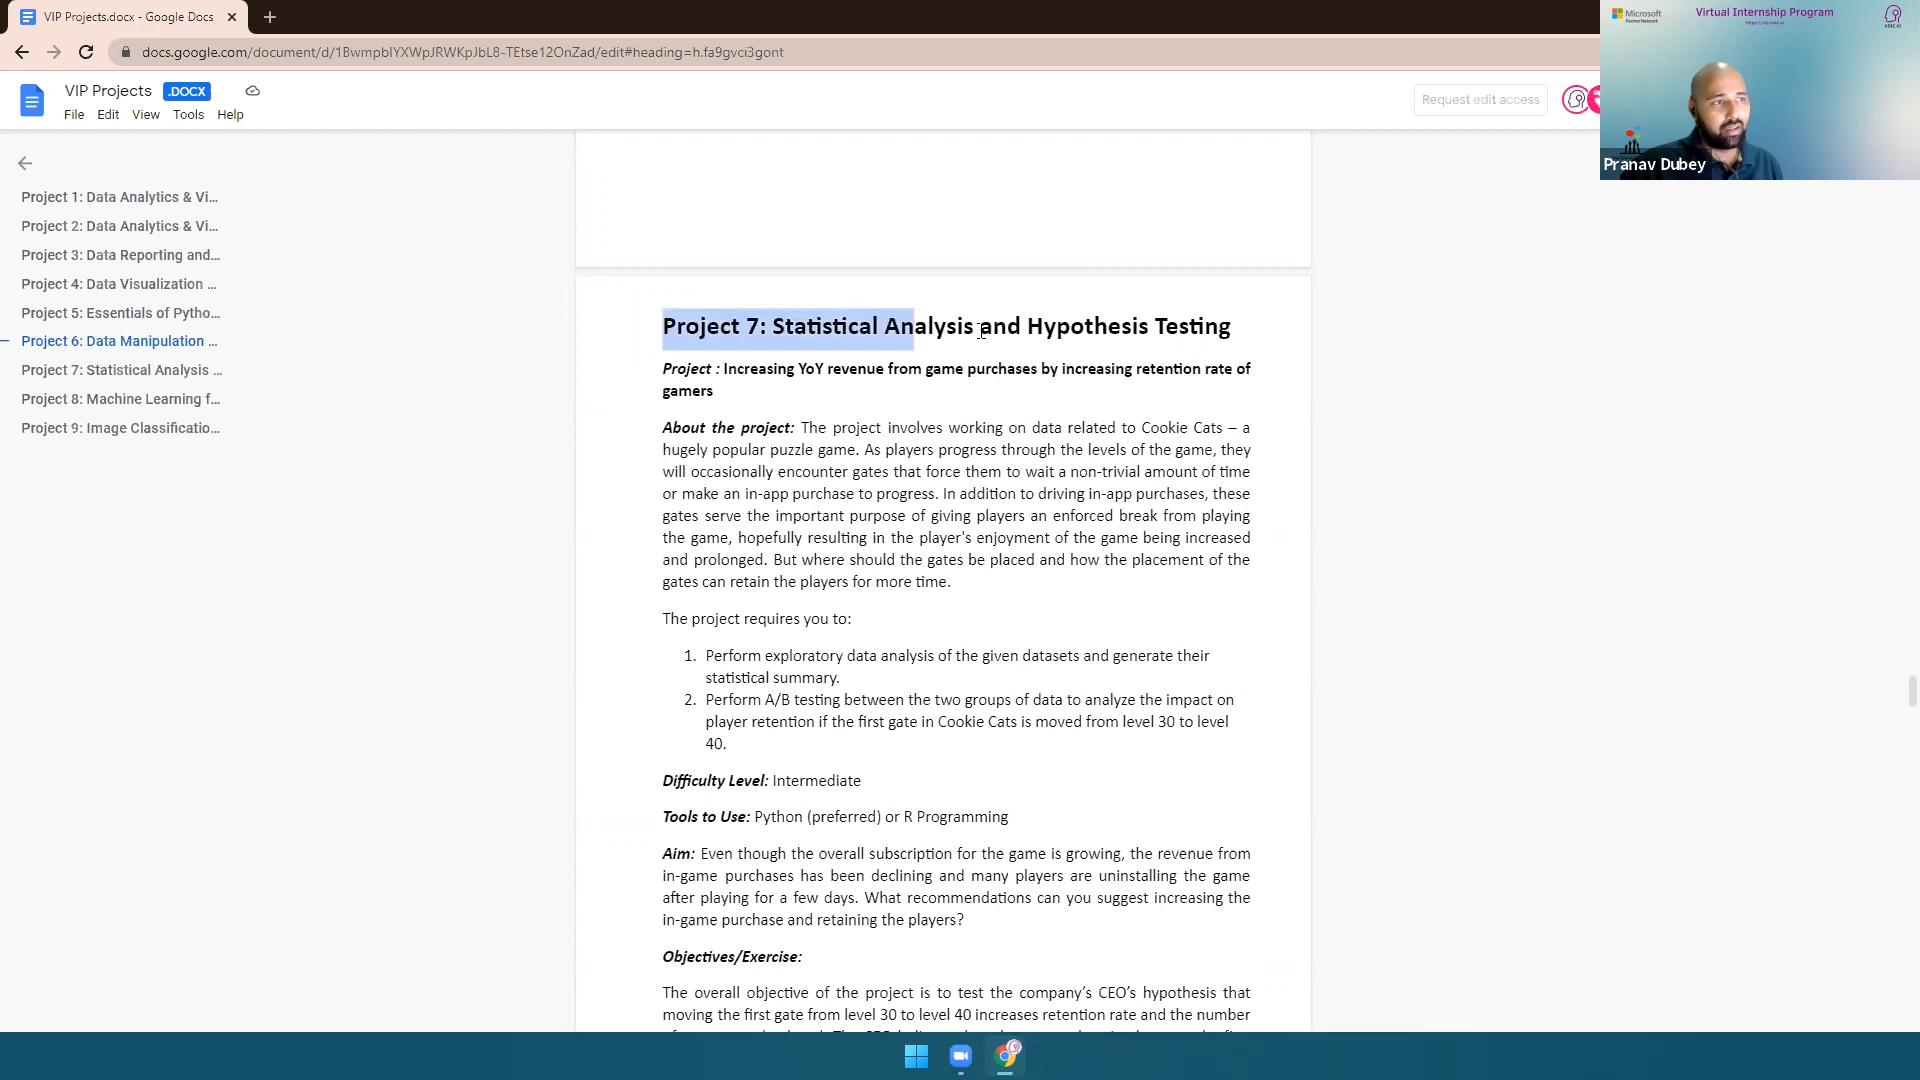 VIP Projects.docx - Google Docs
docs.google.com/document/d/1BwmpbIYXWpJRWKpJbL8-TEtse12OnZad/edit#heading=h.fa9gvci3gont
Microsoft
Partner Network
Virtual Internship Program
https://vip.aine.ai
AINE.AI
Pranav Dubey
VIP Projects
.DOCX
File Edit View Tools Help
Request edit access
Project 1: Data Analytics & Vi...
Project 2: Data Analytics & Vi...
Project 3: Data Reporting and...
Project 4: Data Visualization ...
Project 5: Essentials of Pytho...
Project 6: Data Manipulation ...
Project 7: Statistical Analysis ...
Project 8: Machine Learning f...
Project 9: Image Classificatio...
Project 7: Statistical Analysis and Hypothesis Testing
Project : Increasing YoY revenue from game purchases by increasing retention rate of
gamers
About the project: The project involves working on data related to Cookie Cats – a
hugely popular puzzle game. As players progress through the levels of the game, they
will occasionally encounter gates that force them to wait a non-trivial amount of time
or make an in-app purchase to progress. In addition to driving in-app purchases, these
gates serve the important purpose of giving players an enforced break from playing
the game, hopefully resulting in the player's enjoyment of the game being increased
and prolonged. But where should the gates be placed and how the placement of the
gates can retain the players for more time.
The project requires you to:
1. Perform exploratory data analysis of the given datasets and generate their
statistical summary.
2. Perform A/B testing between the two groups of data to analyze the impact on
player retention if the first gate in Cookie Cats is moved from level 30 to level
40.
Difficulty Level: Intermediate
Tools to Use: Python (preferred) or R Programming
Aim: Even though the overall subscription for the game is growing, the revenue from
in-game purchases has been declining and many players are uninstalling the game
after playing for a few days. What recommendations can you suggest increasing the
in-game purchase and retaining the players?
Objectives/Exercise:
The overall objective of the project is to test the company’s CEO’s hypothesis that
moving the first gate from level 30 to level 40 increases retention rate and the number